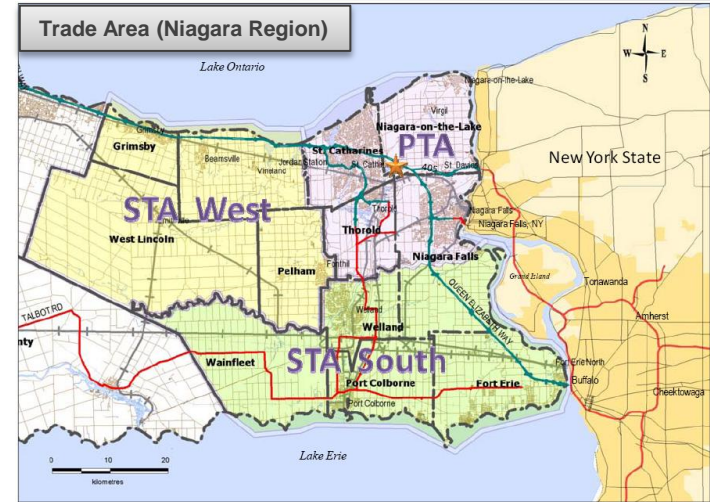 Trade Area (Niagara Region)
N
W
E
S
Lake Ontario
Niagara-on-the-Lake
Virgil
Niagara-on-the-Lake
Grimsby
Grimsby
Beamsville
Vineland
Jordan Station
St. Catharines
PTA
405
St. Davids
New York State
STA West
Thorold
Thorold
West Lincoln
Niagara Falls
Niagara Falls, NY
Fonthill
Pelham
Niagara Falls
Grand Island
Tonawanda
QUEEN ELIZABETH WAY
TALBOT RD
Welland
Welland
Amherst
nty
Wainfleet
STA South
Port Colborne
Fort Erie
Fort Erie North
Buffalo
Port Colborne
Cheektowaga
Lake Erie
0 10 20
kilometres